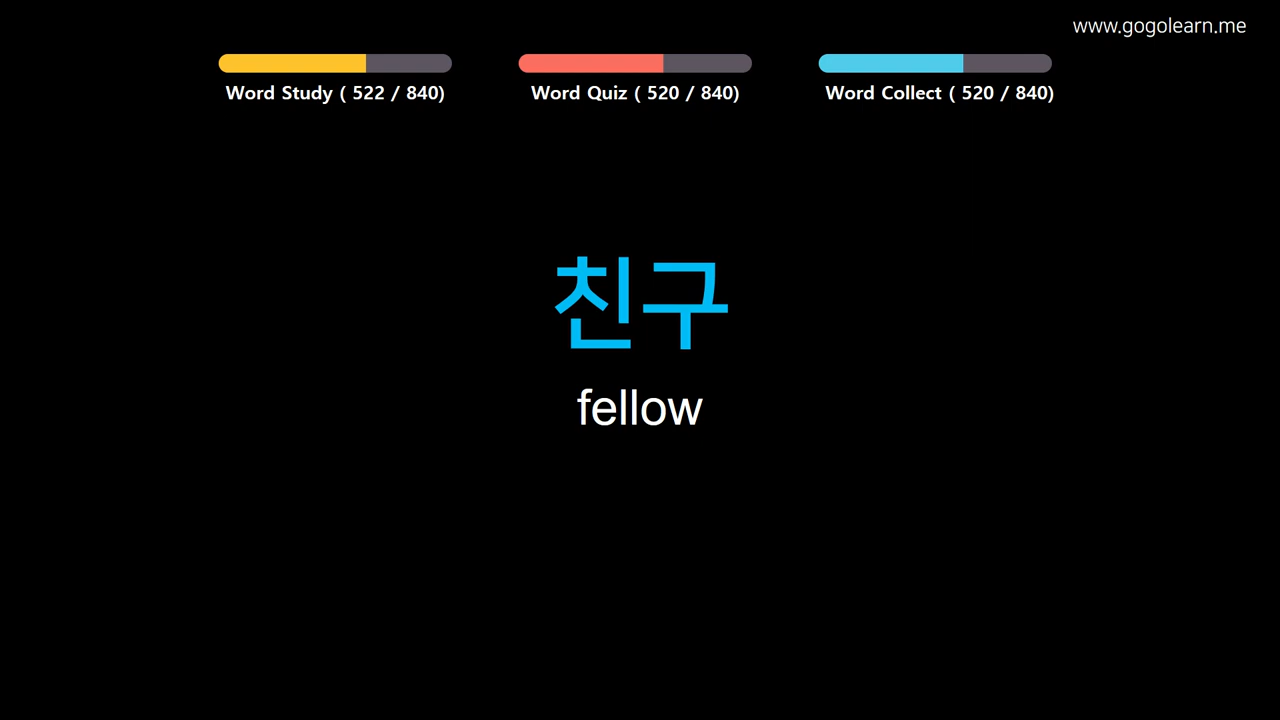 www.gogolearn.me
Word Study ( 522 / 840)
Word Quiz ( 520 / 840)
Word Collect ( 520 / 840)
친구
fellow